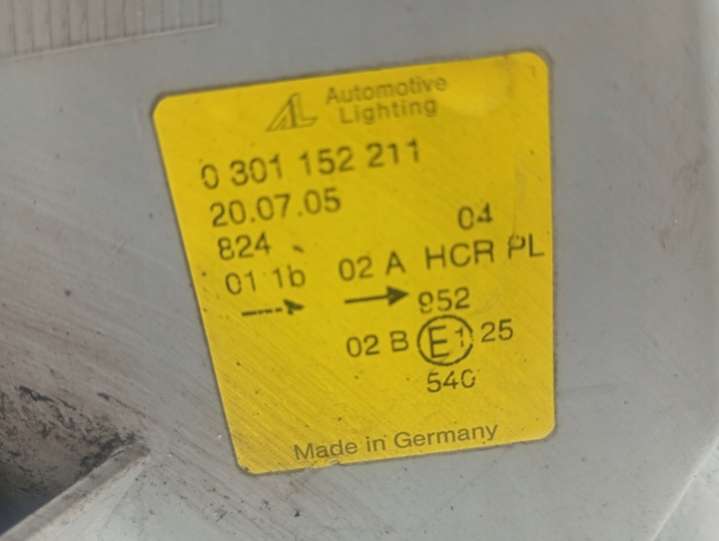 AL Automotive
Lighting
0 301 152 211
20.07.05
824 04
01 1b 02 A HCR PL
952
02 B E1 25
540
Made in Germany